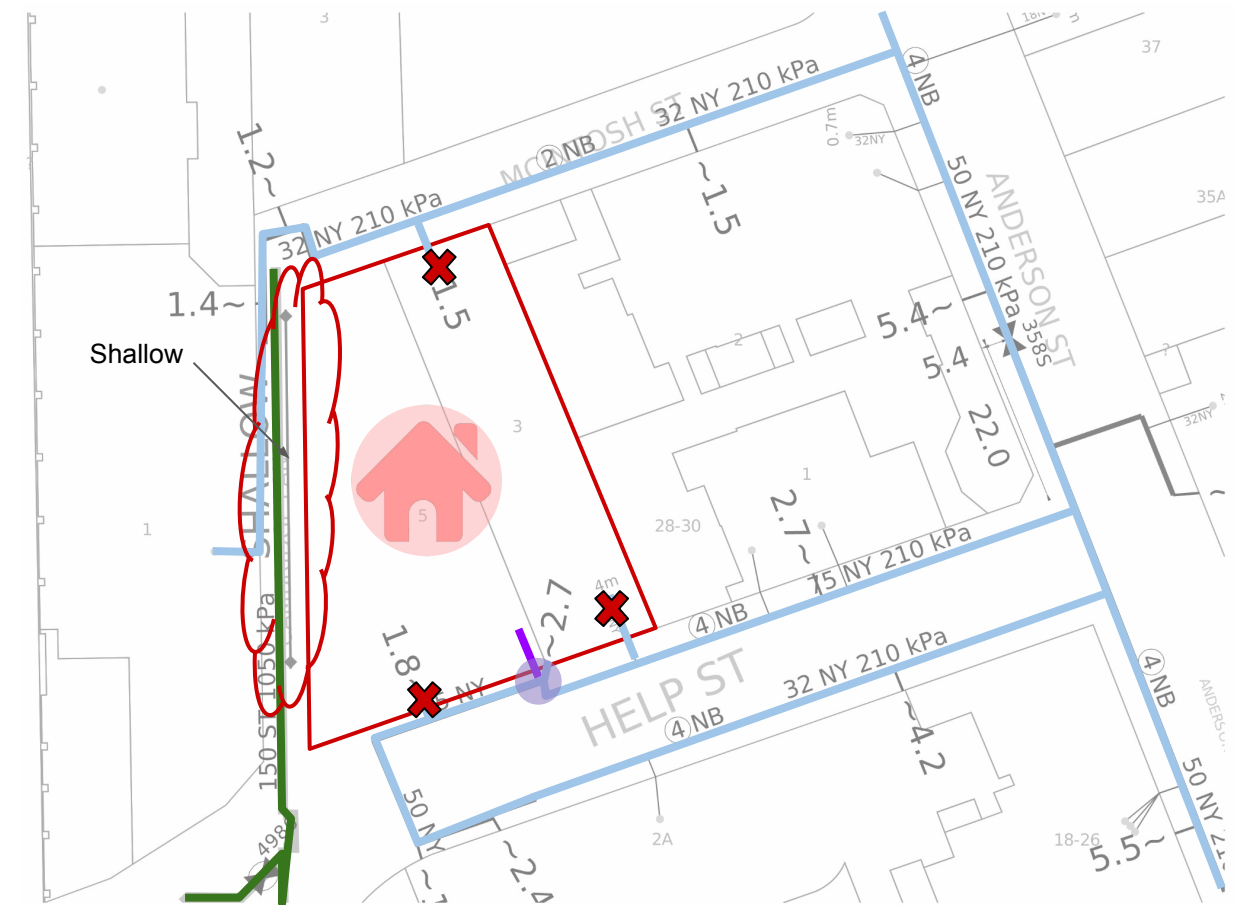 3
18N
37
4 NB
MCINTOSH ST
32 NY 210 kPa
2 NB
0.7m
32NY
1.2~
~1.5
35A
32 NY 210 kPa
50 NY 210 kPa
ANDERSON ST
1.4~
1.5
5.4~
358S
Shallow
2
5.4
?
SHALLOW
3
32NY
22.0
1
5
28-30
1
2.7~
75 NY 210 kPa
4m
~2.7
4 NB
1.8~
NY
HELP ST
32 NY 210 kPa
4 NB
4 NB
150 ST 1050 kPa
~4.2
50 NY
50 NY 21
2A
18-26
5.5~
~2.4